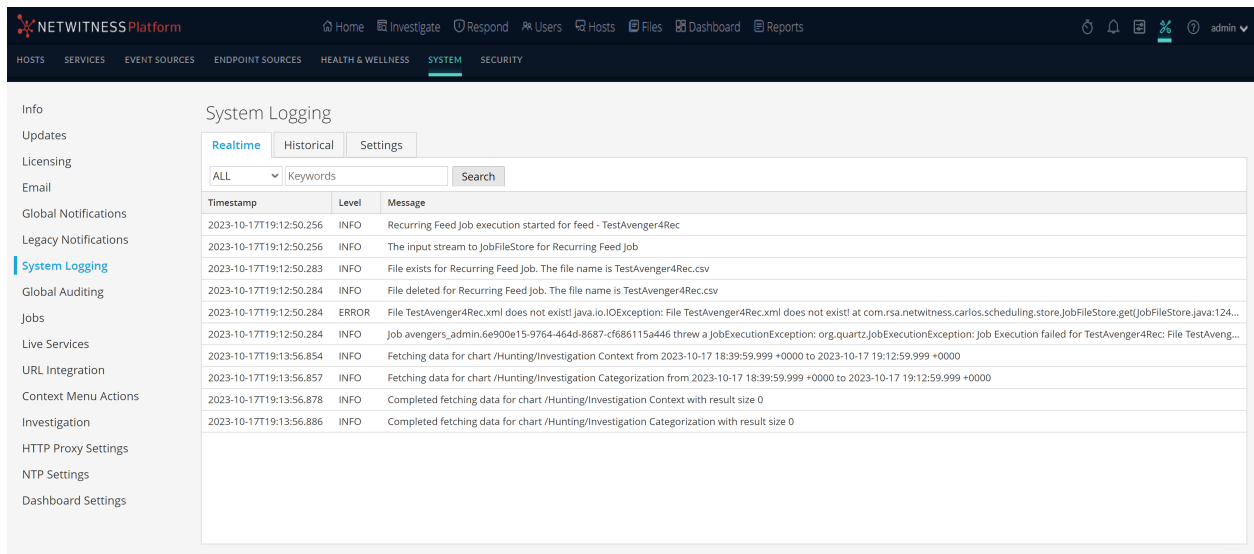 NETWITNESS Platform Home Investigate Respond Users Hosts Files Dashboard Reports admin
HOSTS SERVICES EVENT SOURCES ENDPOINT SOURCES HEALTH & WELLNESS SYSTEM SECURITY
Info
Updates
Licensing
Email
Global Notifications
Legacy Notifications
System Logging
Global Auditing
Jobs
Live Services
URL Integration
Context Menu Actions
Investigation
HTTP Proxy Settings
NTP Settings
Dashboard Settings
System Logging
Realtime Historical Settings
ALL Keywords Search
Timestamp Level Message
2023-10-17T19:12:50.256 INFO Recurring Feed Job execution started for feed - TestAvenger4Rec
2023-10-17T19:12:50.256 INFO The input stream to JobFileStore for Recurring Feed Job
2023-10-17T19:12:50.283 INFO File exists for Recurring Feed Job. The file name is TestAvenger4Rec.csv
2023-10-17T19:12:50.284 INFO File deleted for Recurring Feed Job. The file name is TestAvenger4Rec.csv
2023-10-17T19:12:50.284 ERROR File TestAvenger4Rec.xml does not exist! java.io.IOException: File TestAvenger4Rec.xml does not exist! at com.rsa.netwitness.carlos.scheduling.store.JobFileStore.get(JobFileStore.java:124...
2023-10-17T19:12:50.284 INFO Job avengers_admin.6e900e15-9764-464d-8687-cf686115a446 threw a JobExecutionException: org.quartz.JobExecutionException: Job Execution failed for TestAvenger4Rec: File TestAveng...
2023-10-17T19:13:56.854 INFO Fetching data for chart /Hunting/Investigation Context from 2023-10-17 18:39:59.999 +0000 to 2023-10-17 19:12:59.999 +0000
2023-10-17T19:13:56.857 INFO Fetching data for chart /Hunting/Investigation Categorization from 2023-10-17 18:39:59.999 +0000 to 2023-10-17 19:12:59.999 +0000
2023-10-17T19:13:56.878 INFO Completed fetching data for chart /Hunting/Investigation Context with result size 0
2023-10-17T19:13:56.886 INFO Completed fetching data for chart /Hunting/Investigation Categorization with result size 0